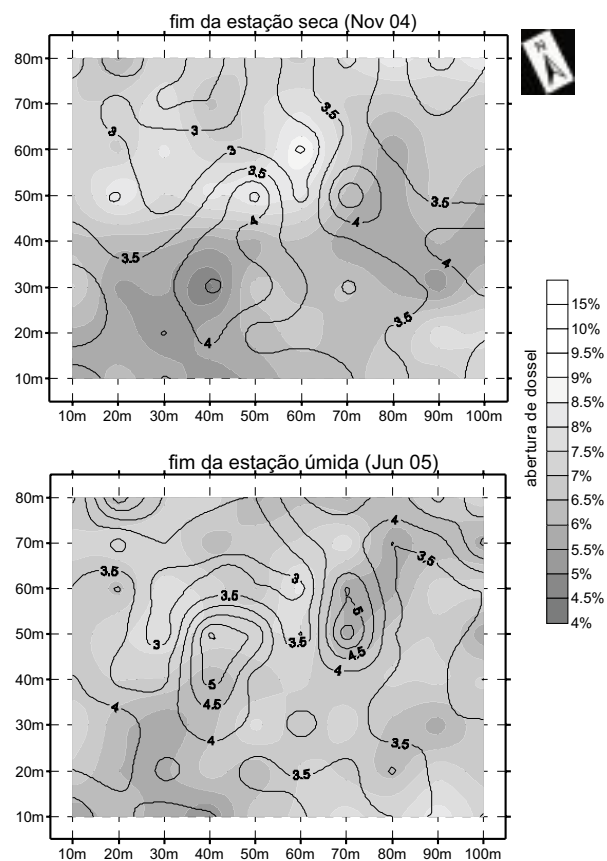 fim da estação seca (Nov 04)
N
80m
70m
60m
50m
40m
30m
20m
10m
3.5
3
3
3
3.5
3.5
4
4
3.5
4
3.5
4
10m 20m 30m 40m 50m 60m 70m 80m 90m 100m
abertura de dossel
15%
10%
9.5%
9%
8.5%
8%
7.5%
7%
6.5%
6%
5.5%
5%
4.5%
4%
fim da estação úmida (Jun 05)
80m
70m
60m
50m
40m
30m
20m
10m
4
3.5
3.5
3
3.5
5
3
3.5
4.5
4
5
4.5
4
4
3.5
3.5
10m 20m 30m 40m 50m 60m 70m 80m 90m 100m